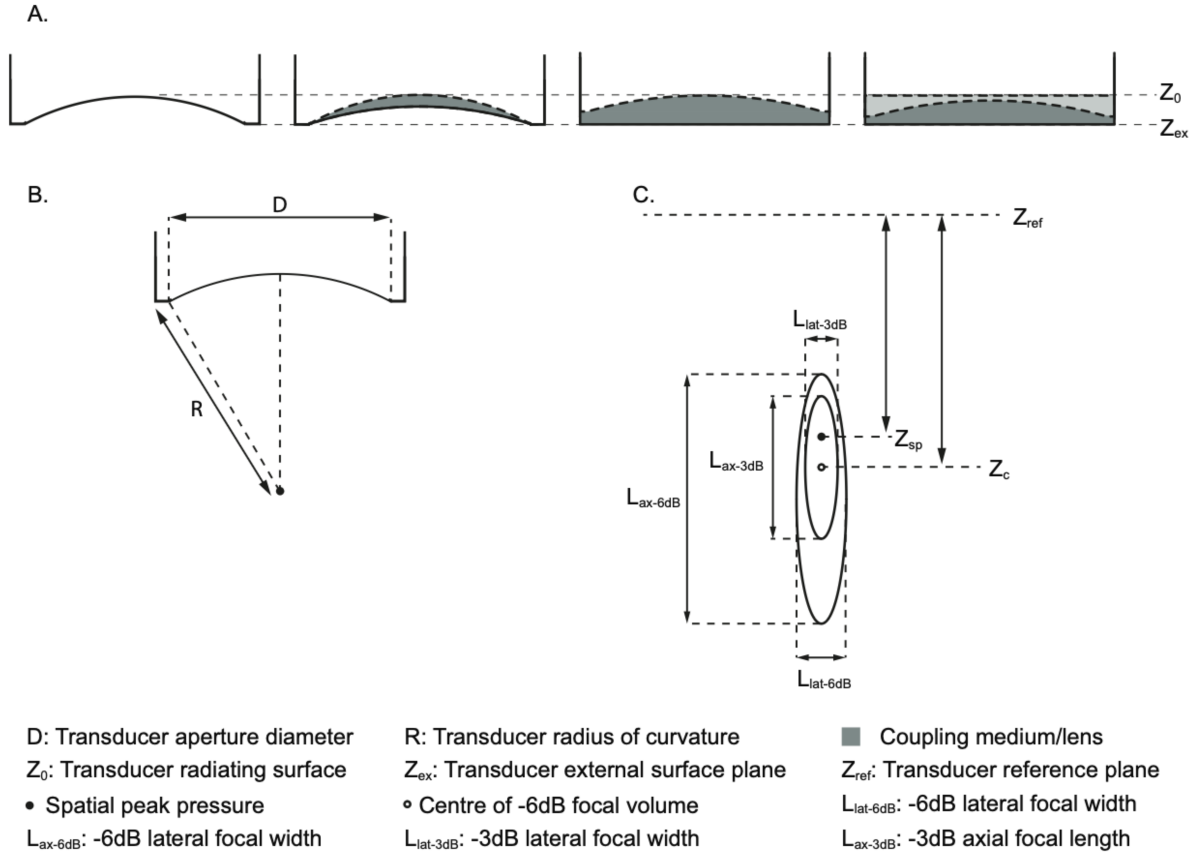 A.
Z0
Zex
B.
D
R
C.
Zref
Llat-3dB
Zsp
Lax-3dB
Zc
Lax-6dB
Llat-6dB
D: Transducer aperture diameter
R: Transducer radius of curvature
Coupling medium/lens
Z0: Transducer radiating surface
Zex: Transducer external surface plane
Zref: Transducer reference plane
• Spatial peak pressure
Centre of -6dB focal volume
Llat-6dB: -6dB lateral focal width
Lax-6dB: -6dB lateral focal width
Llat-3dB: -3dB lateral focal width
Lax-3dB: -3dB axial focal length